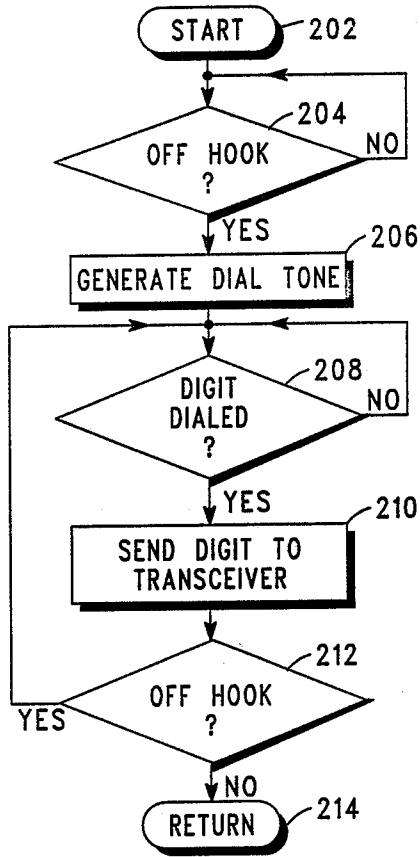 START
202
204
OFF HOOK
?
NO
YES
206
GENERATE DIAL TONE
208
DIGIT
DIALED
?
NO
YES
210
SEND DIGIT TO
TRANSCEIVER
212
OFF HOOK
?
YES
NO
RETURN
214